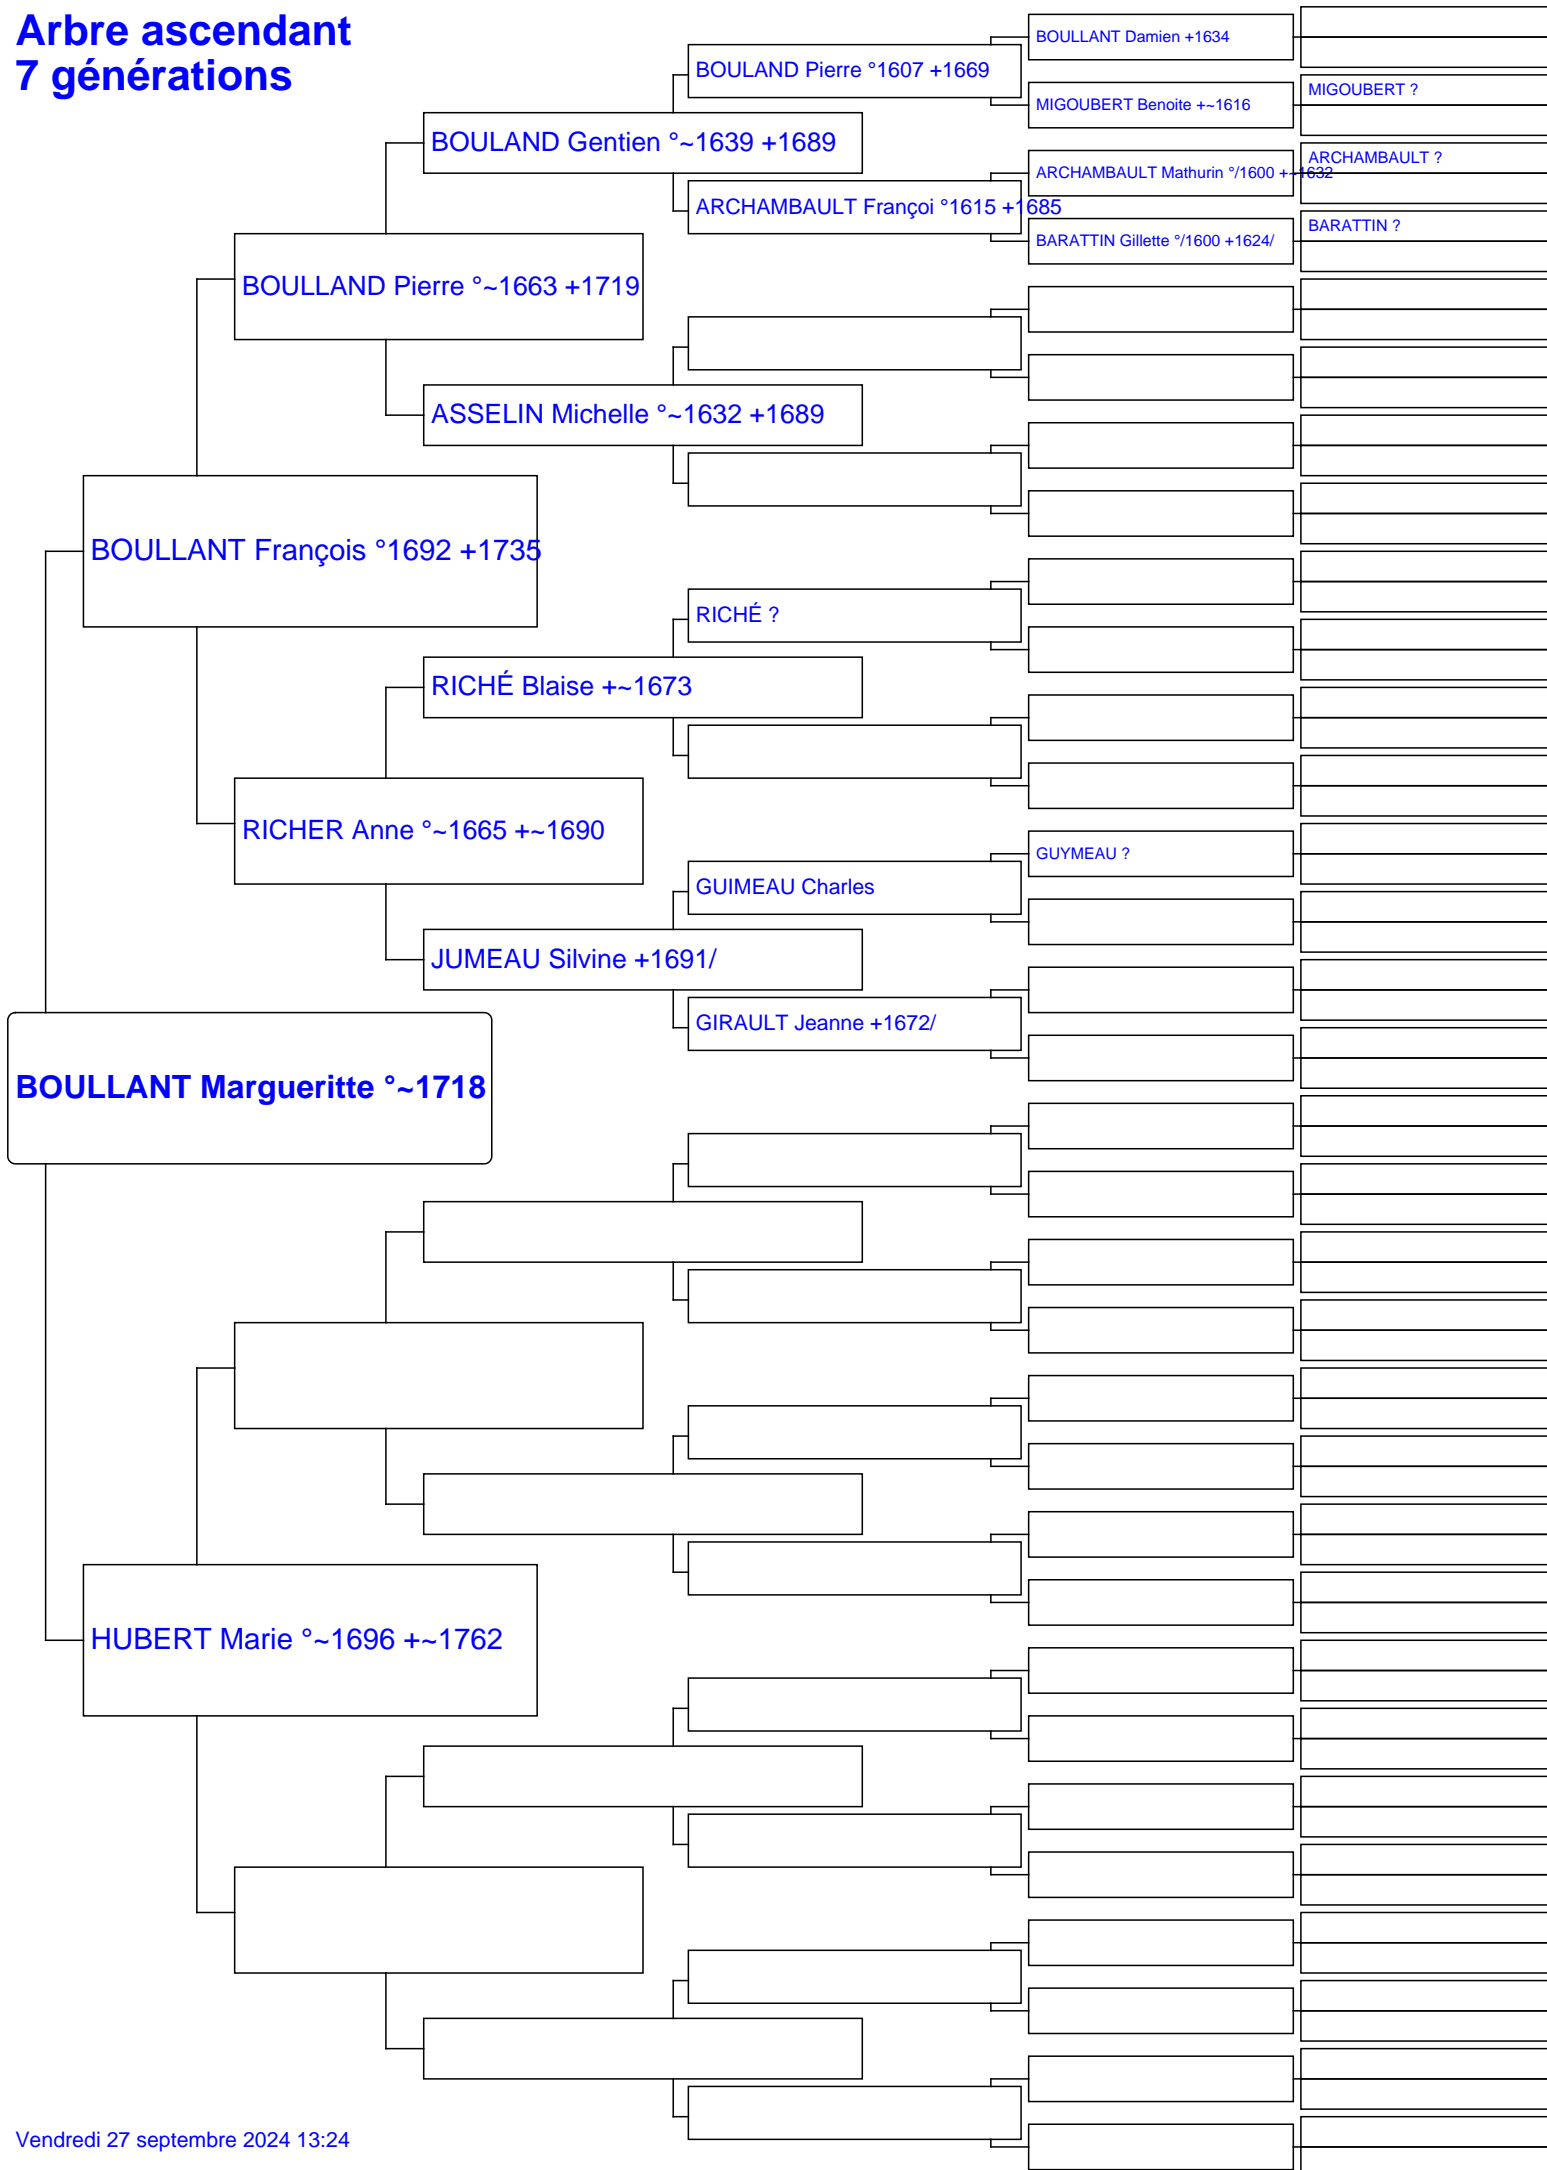 Arbre ascendant
7 générations
BOULLANT Damien +1634
BOULAND Pierre °1607 +1669
MIGOUBERT ?
MIGOUBERT Benoite +~1616
BOULAND Gentien °~1639 +1689
ARCHAMBAULT ?
ARCHAMBAULT Mathurin °/1600 +~1632
ARCHAMBAULT Françoi °1615 +1685
BARATTIN ?
BARATTIN Gillette °/1600 +1624/
BOULLAND Pierre °~1663 +1719
ASSELIN Michelle °~1632 +1689
BOULLANT François °1692 +1735
RICHÉ ?
RICHÉ Blaise +~1673
RICHER Anne °~1665 +~1690
GUYMEAU ?
GUIMEAU Charles
JUMEAU Silvine +1691/
GIRAULT Jeanne +1672/
BOULLANT Margueritte °~1718
HUBERT Marie °~1696 +~1762
Vendredi 27 septembre 2024 13:24